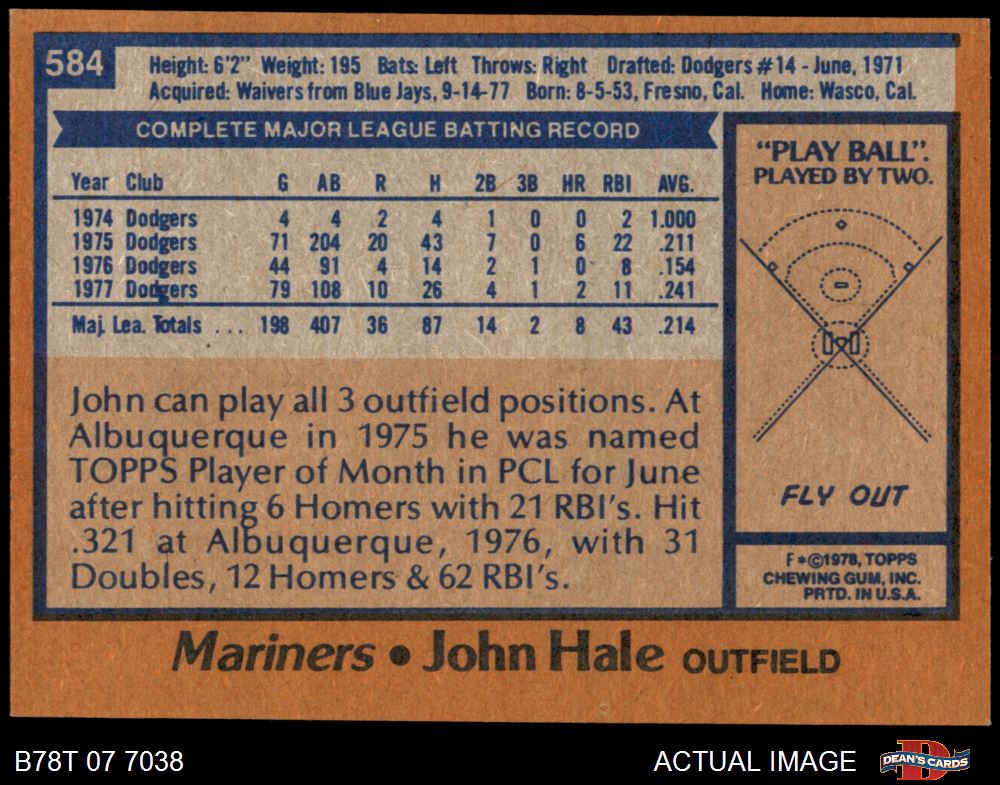 584
Height: 6'2" Weight: 195 Bats: Left Throws: Right Drafted: Dodgers #14 - June, 1971
Acquired: Waivers from Blue Jays, 9-14-77 Born: 8-5-53, Fresno, Cal. Home: Wasco, Cal.
COMPLETE MAJOR LEAGUE BATTING RECORD
Year Club G AB R H 2B 3B HR RBI AVG.
1974 Dodgers 4 4 2 4 1 0 0 2 1.000
1975 Dodgers 71 204 20 43 7 0 6 22 .211
1976 Dodgers 44 91 4 14 2 1 0 8 .154
1977 Dodgers 79 108 10 26 4 1 2 11 .241
Maj. Lea. Totals ... 198 407 36 87 14 2 8 43 .214
John can play all 3 outfield positions. At
Albuquerque in 1975 he was named
TOPPS Player of Month in PCL for June
after hitting 6 Homers with 21 RBI's. Hit
.321 at Albuquerque, 1976, with 31
Doubles, 12 Homers & 62 RBI's.
"PLAY BALL".
PLAYED BY TWO.
FLY OUT
F*©1978, TOPPS
CHEWING GUM, INC.
PRTD. IN U.S.A.
Mariners • John Hale OUTFIELD
B78T 07 7038
ACTUAL IMAGE
D
DEAN'S CARDS